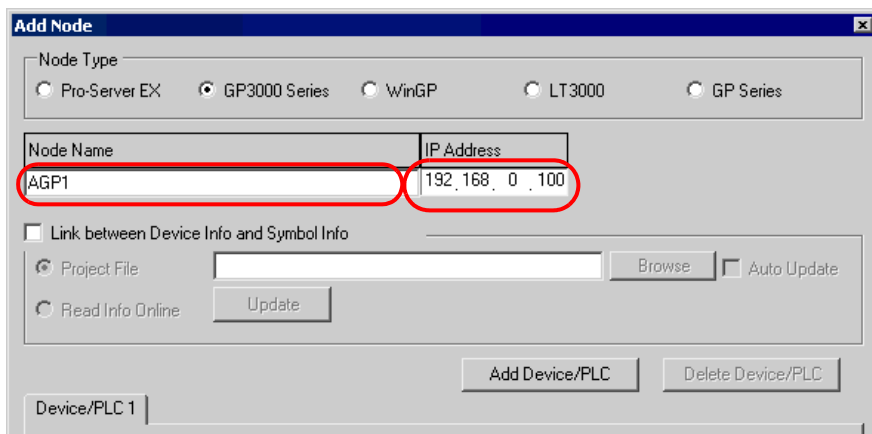 Add Node
Node Type
Pro-Server EX GP3000 Series WinGP LT3000 GP Series
Node Name IP Address
AGP1 192.168.0.100
Link between Device Info and Symbol Info
Project File Browse Auto Update
Read Info Online Update
Add Device/PLC Delete Device/PLC
Device/PLC 1